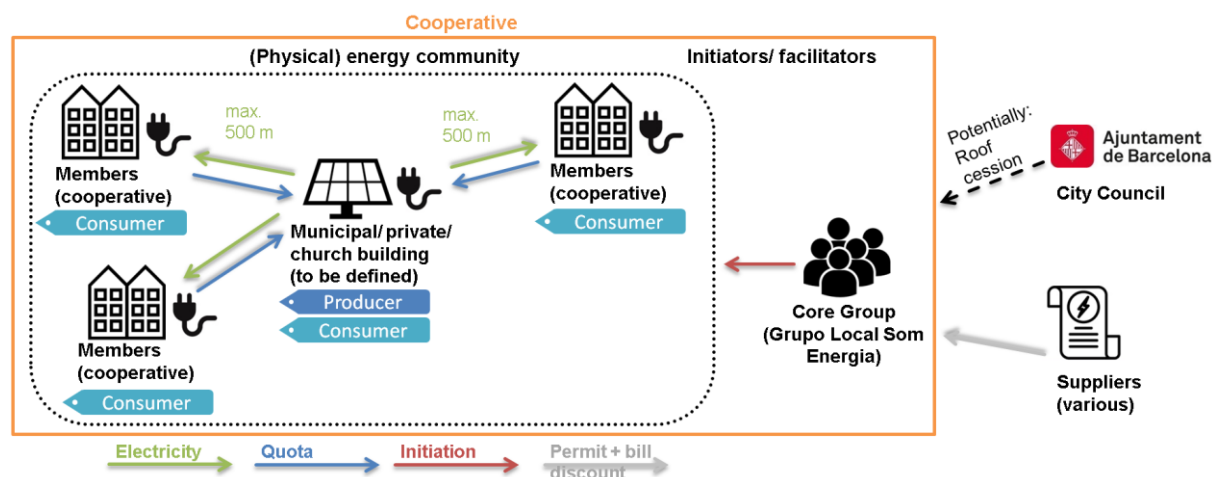 Cooperative
(Physical) energy community
Initiators/ facilitators
max.
500 m
max.
500 m
Members
(cooperative)
Consumer
Municipal/ private/
church building
(to be defined)
Producer
Consumer
Members
(cooperative)
Consumer
Members
(cooperative)
Consumer
Core Group
(Grupo Local Som
Energia)
Potentially:
Roof
cession
Ajuntament
de Barcelona
City Council
Suppliers
(various)
Electricity
Quota
Initiation
Permit + bill
discount